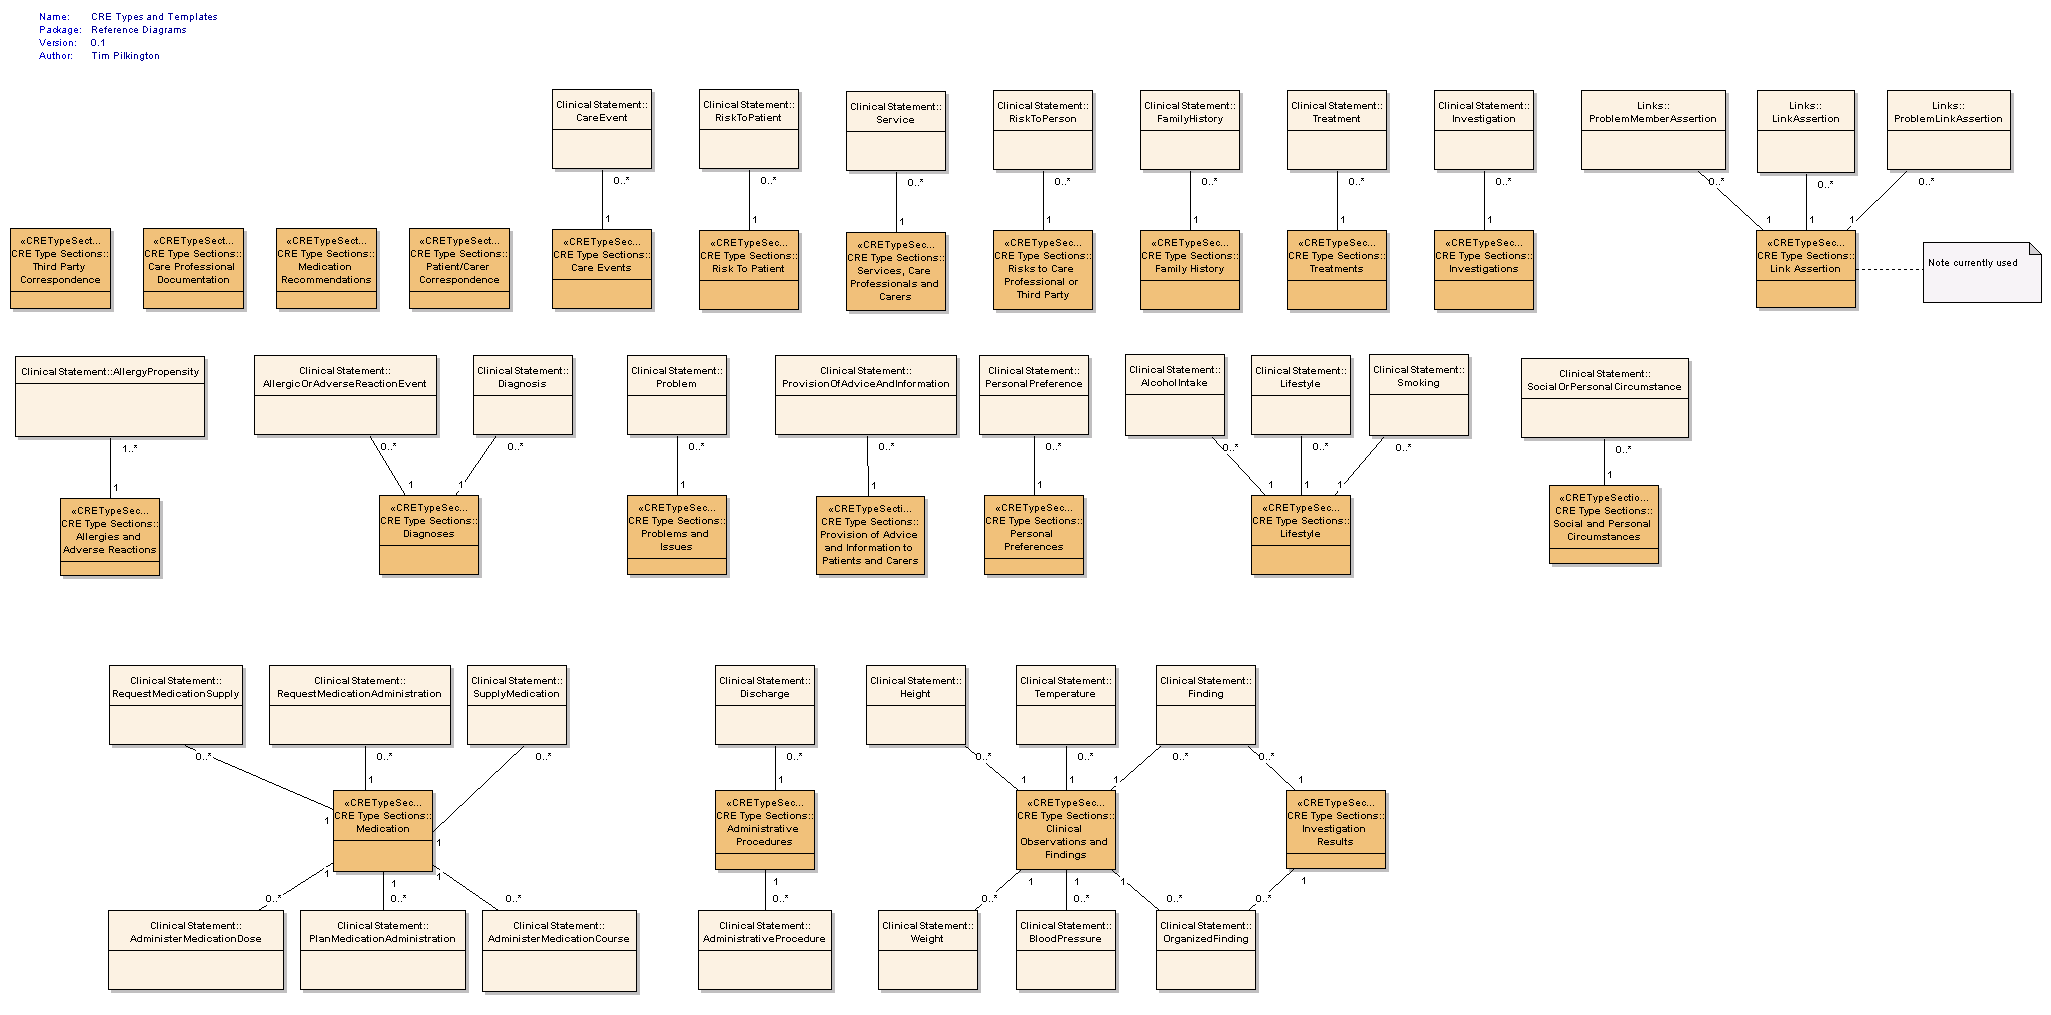 Name: CRE Types and Templates
Package: Reference Diagrams
Version: 0.1
Author: Tim Pilkington
ClinicalStatement::
CareEvent
0..*
1
ClinicalStatement::
RiskToPatient
0..*
1
ClinicalStatement::
Service
0..*
1
ClinicalStatement::
RiskToPerson
0..*
1
ClinicalStatement::
FamilyHistory
0..*
1
ClinicalStatement::
Treatment
0..*
1
ClinicalStatement::
Investigation
0..*
1
Links::
ProblemMemberAssertion
0..*
1
Links::
LinkAssertion
0..*
1
Links::
ProblemLinkAssertion
0..*
1
«CRETypeSect...
CRE Type Sections::
Third Party
Correspondence
«CRETypeSect...
CRE Type Sections::
Care Professional
Documentation
«CRETypeSect...
CRE Type Sections::
Medication
Recommendations
«CRETypeSect...
CRE Type Sections::
Patient/Carer
Correspondence
«CRETypeSec...
CRE Type Sections::
Care Events
«CRETypeSec...
CRE Type Sections::
Risk To Patient
«CRETypeSec...
CRE Type Sections::
Services, Care
Professionals and
Carers
«CRETypeSec...
CRE Type Sections::
Risks to Care
Professional or
Third Party
«CRETypeSec...
CRE Type Sections::
Family History
«CRETypeSec...
CRE Type Sections::
Treatments
«CRETypeSec...
CRE Type Sections::
Investigations
«CRETypeSec...
CRE Type Sections::
Link Assertion
Note currently used
ClinicalStatement::AllergyPropensity
1..*
1
ClinicalStatement::
AllergicOrAdverseReactionEvent
0..*
1
ClinicalStatement::
Diagnosis
0..*
1
ClinicalStatement::
Problem
0..*
1
ClinicalStatement::
ProvisionOfAdviceAndInformation
0..*
1
ClinicalStatement::
PersonalPreference
0..*
1
ClinicalStatement::
AlcoholIntake
0..*
1
ClinicalStatement::
Lifestyle
0..*
1
ClinicalStatement::
Smoking
0..*
1
ClinicalStatement::
SocialOrPersonalCircumstance
0..*
1
«CRETypeSec...
CRE Type Sections::
Allergies and
Adverse Reactions
«CRETypeSec...
CRE Type Sections::
Diagnoses
«CRETypeSec...
CRE Type Sections::
Problems and
Issues
«CRETypeSecti...
CRE Type Sections::
Provision of Advice
and Information to
Patients and Carers
«CRETypeSec...
CRE Type Sections::
Personal
Preferences
«CRETypeSec...
CRE Type Sections::
Lifestyle
«CRETypeSectio...
CRE Type Sections::
Social and Personal
Circumstances
ClinicalStatement::
RequestMedicationSupply
0..*
1
ClinicalStatement::
RequestMedicationAdministration
0..*
1
ClinicalStatement::
SupplyMedication
0..*
1
ClinicalStatement::
Discharge
0..*
1
ClinicalStatement::
Height
0..*
1
ClinicalStatement::
Temperature
0..*
1
ClinicalStatement::
Finding
0..*
1
0..*
1
«CRETypeSec...
CRE Type Sections::
Medication
«CRETypeSec...
CRE Type Sections::
Administrative
Procedures
«CRETypeSec...
CRE Type Sections::
Clinical
Observations and
Findings
«CRETypeSec...
CRE Type Sections::
Investigation
Results
1
0..*
ClinicalStatement::
AdministerMedicationDose
1
0..*
ClinicalStatement::
PlanMedicationAdministration
1
0..*
ClinicalStatement::
AdministerMedicationCourse
1
0..*
ClinicalStatement::
AdministrativeProcedure
1
0..*
ClinicalStatement::
Weight
1
0..*
ClinicalStatement::
BloodPressure
1
0..*
1
0..*
ClinicalStatement::
OrganizedFinding